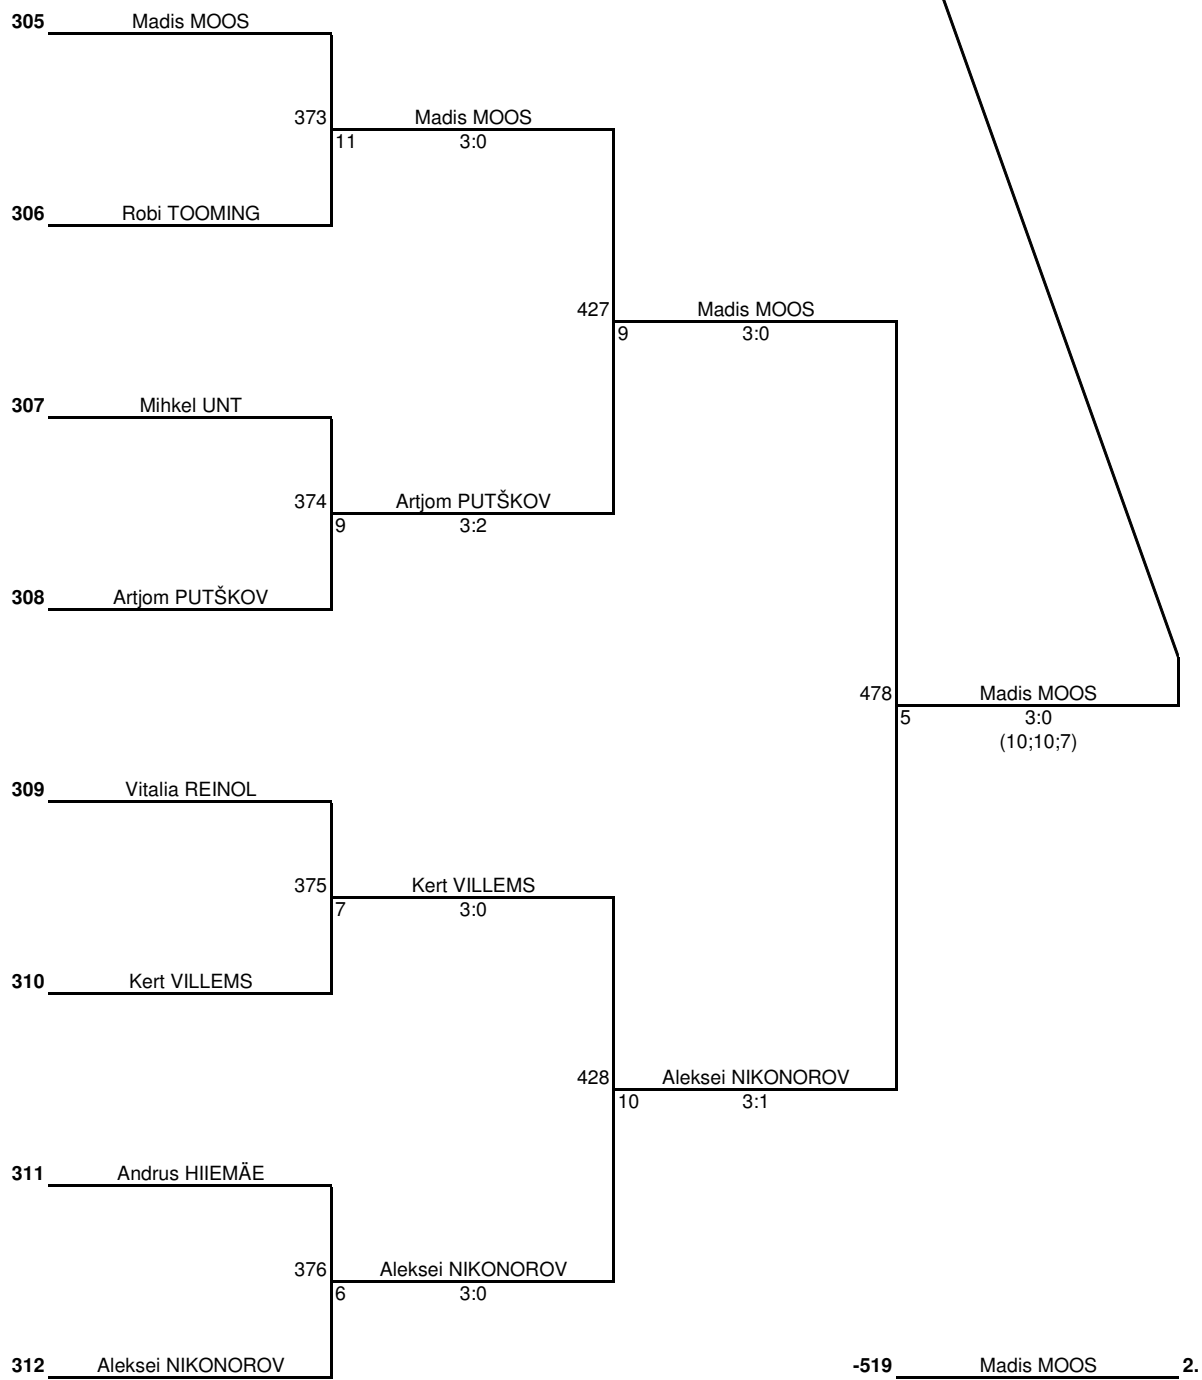 305 Madis MOOS
373 Madis MOOS
11 3:0
306 Robi TOOMING
427 Madis MOOS
9 3:0
307 Mihkel UNT
374 Artjom PUTŠKOV
9 3:2
308 Artjom PUTŠKOV
478 Madis MOOS
5 3:0
(10;10;7)
309 Vitalia REINOL
375 Kert VILLEMS
7 3:0
310 Kert VILLEMS
428 Aleksei NIKONOROV
10 3:1
311 Andrus HIIEMÄE
376 Aleksei NIKONOROV
6 3:0
312 Aleksei NIKONOROV
-519 Madis MOOS 2.